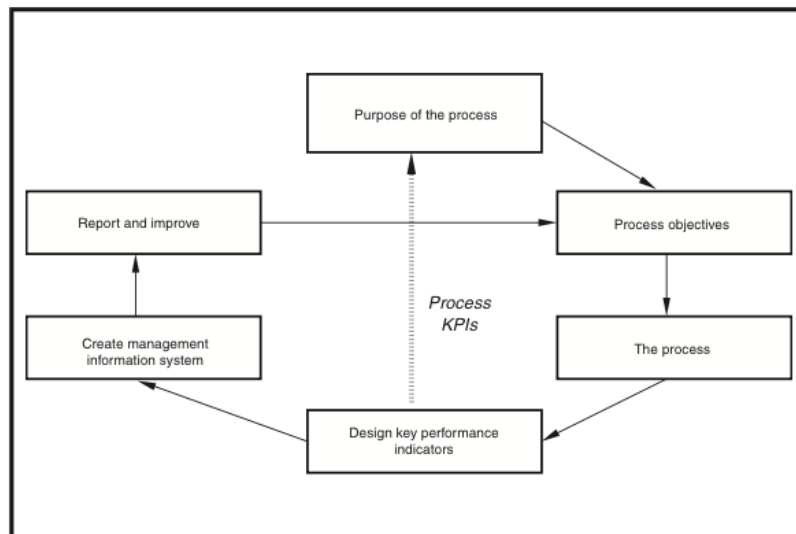 Purpose of the process
Report and improve
Process objectives
Process
KPIs
Create management
information system
The process
Design key performance
indicators